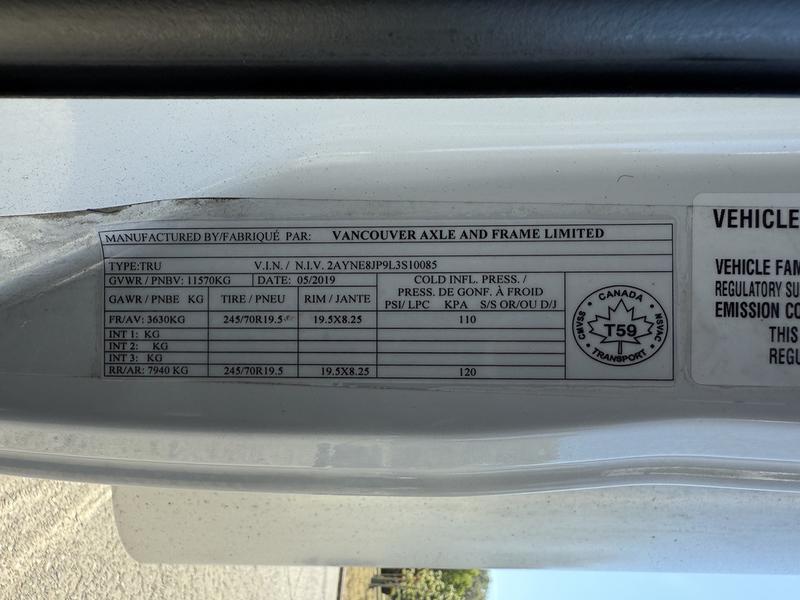 MANUFACTURED BY/FABRIQUÉ PAR: VANCOUVER AXLE AND FRAME LIMITED
TYPE:TRU V.I.N. / N.I.V. 2AYNE8JP9L3S10085
GVWR / PNBV: 11570KG DATE: 05/2019
COLD INFL. PRESS. /
PRESS. DE GONF. À FROID
GAWR / PNBE KG TIRE / PNEU RIM / JANTE PSI/ LPC KPA S/S OR/OU D/J
FR/AV: 3630KG 245/70R19.5 19.5X8.25 110
INT 1: KG
INT 2: KG
INT 3: KG
RR/AR: 7940 KG 245/70R19.5 19.5X8.25 120
CANADA
CMVSS T59 NSVAC
TRANSPORT
VEHICLE
VEHICLE FAM
REGULATORY SU
EMISSION CO
THIS
REGU